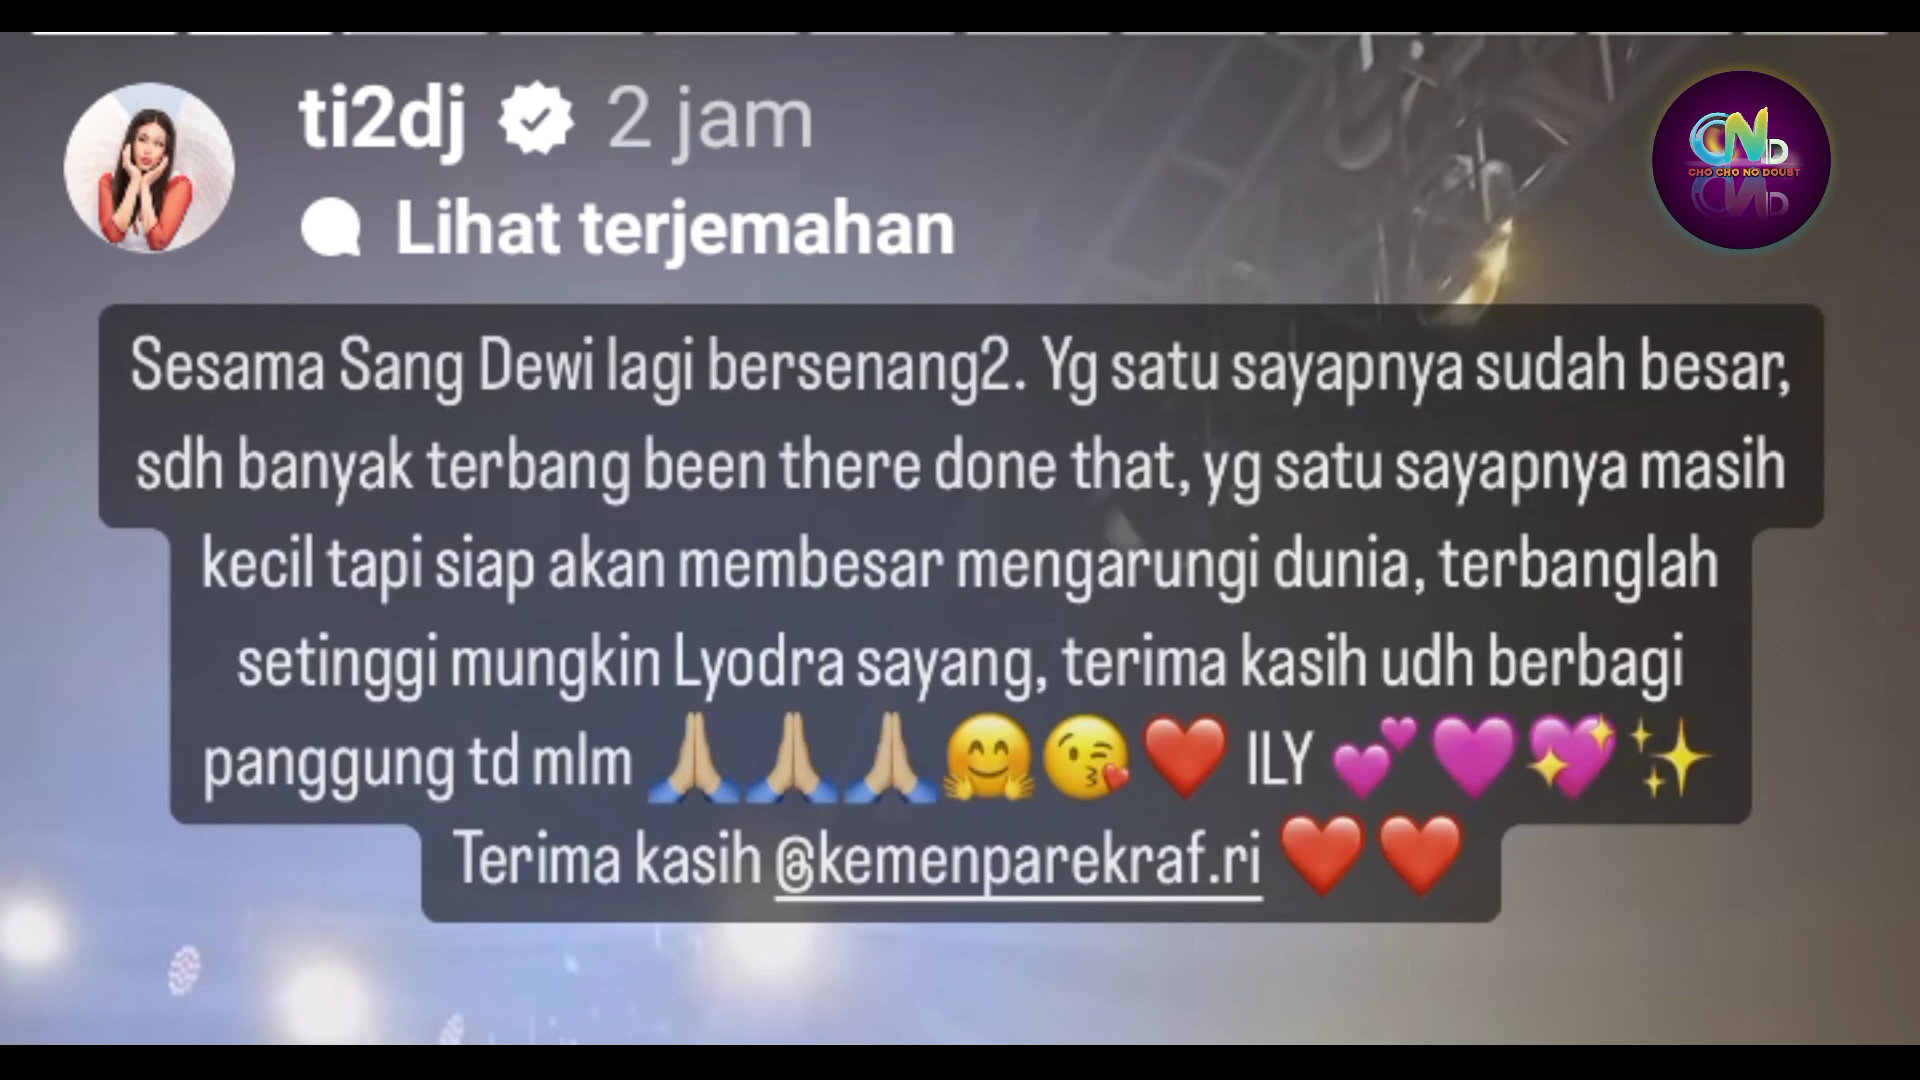 ti2dj 2 jam
Lihat terjemahan
CND
CHO CHO NO DOUBT
Sesama Sang Dewi lagi bersenang2. Yg satu sayapnya sudah besar,
sdh banyak terbang been there done that, yg satu sayapnya masih
kecil tapi siap akan membesar mengarungi dunia, terbanglah
setinggi mungkin Lyodra sayang, terima kasih udh berbagi
panggung td mlm 🙏🏼🙏🏼🙏🏼🤗😘❤️ ILY 💕💜💖✨
Terima kasih @kemenparekraf.ri ❤️❤️